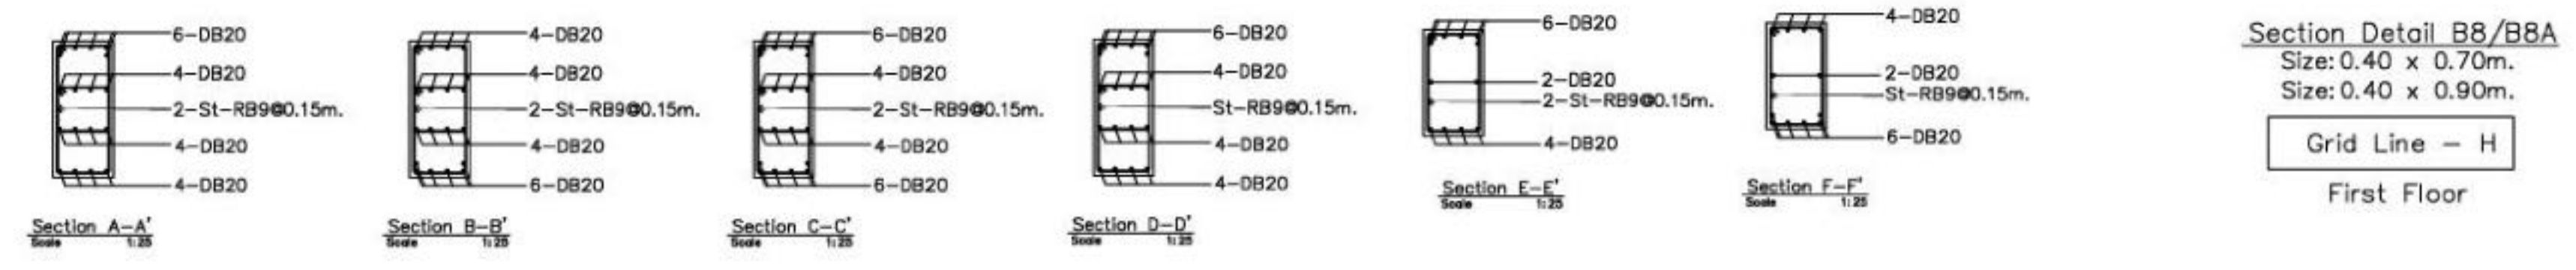 6-DB20
4-DB20
2-St-RB9@0.15m.
4-DB20
4-DB20
Section A-A'
Scale 1:25
4-DB20
4-DB20
2-St-RB9@0.15m.
4-DB20
6-DB20
Section B-B'
Scale 1:25
6-DB20
4-DB20
2-St-RB9@0.15m.
4-DB20
6-DB20
Section C-C'
Scale 1:25
6-DB20
4-DB20
St-RB9@0.15m.
4-DB20
4-DB20
Section D-D'
Scale 1:25
6-DB20
2-DB20
2-St-RB9@0.15m.
4-DB20
Section E-E'
Scale 1:25
4-DB20
2-DB20
St-RB9@0.15m.
6-DB20
Section F-F'
Scale 1:25
Section Detail B8/B8A
Size: 0.40 x 0.70m.
Size: 0.40 x 0.90m.
Grid Line - H
First Floor